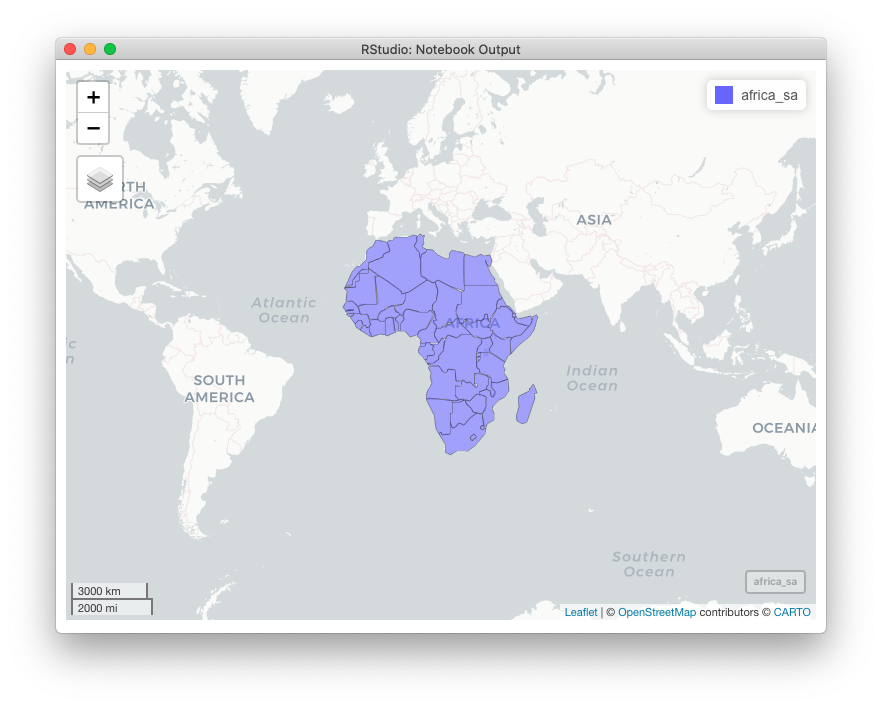 RStudio: Notebook Output
+
−
africa_sa
RTH
AMERICA
ASIA
Atlantic
Ocean
AFRICA
c
n
Indian
Ocean
SOUTH
AMERICA
OCEANIA
Southern
Ocean
africa_sa
3000 km
2000 mi
Leaflet | © OpenStreetMap contributors © CARTO